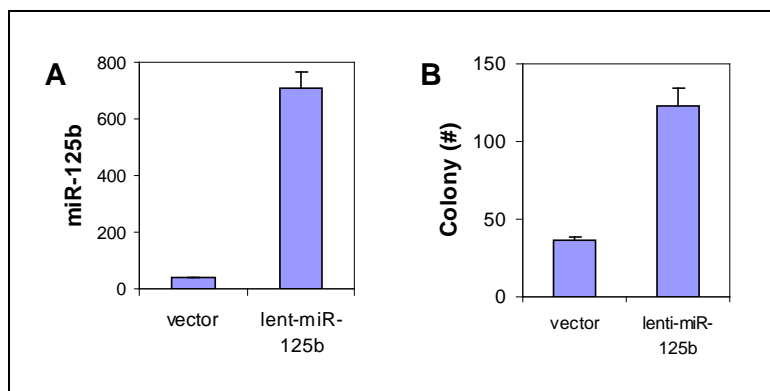 A
miR-125b
800
600
400
200
0
vector
lent-miR-
125b
B
Colony (#)
150
100
50
0
vector
lenti-miR-
125b